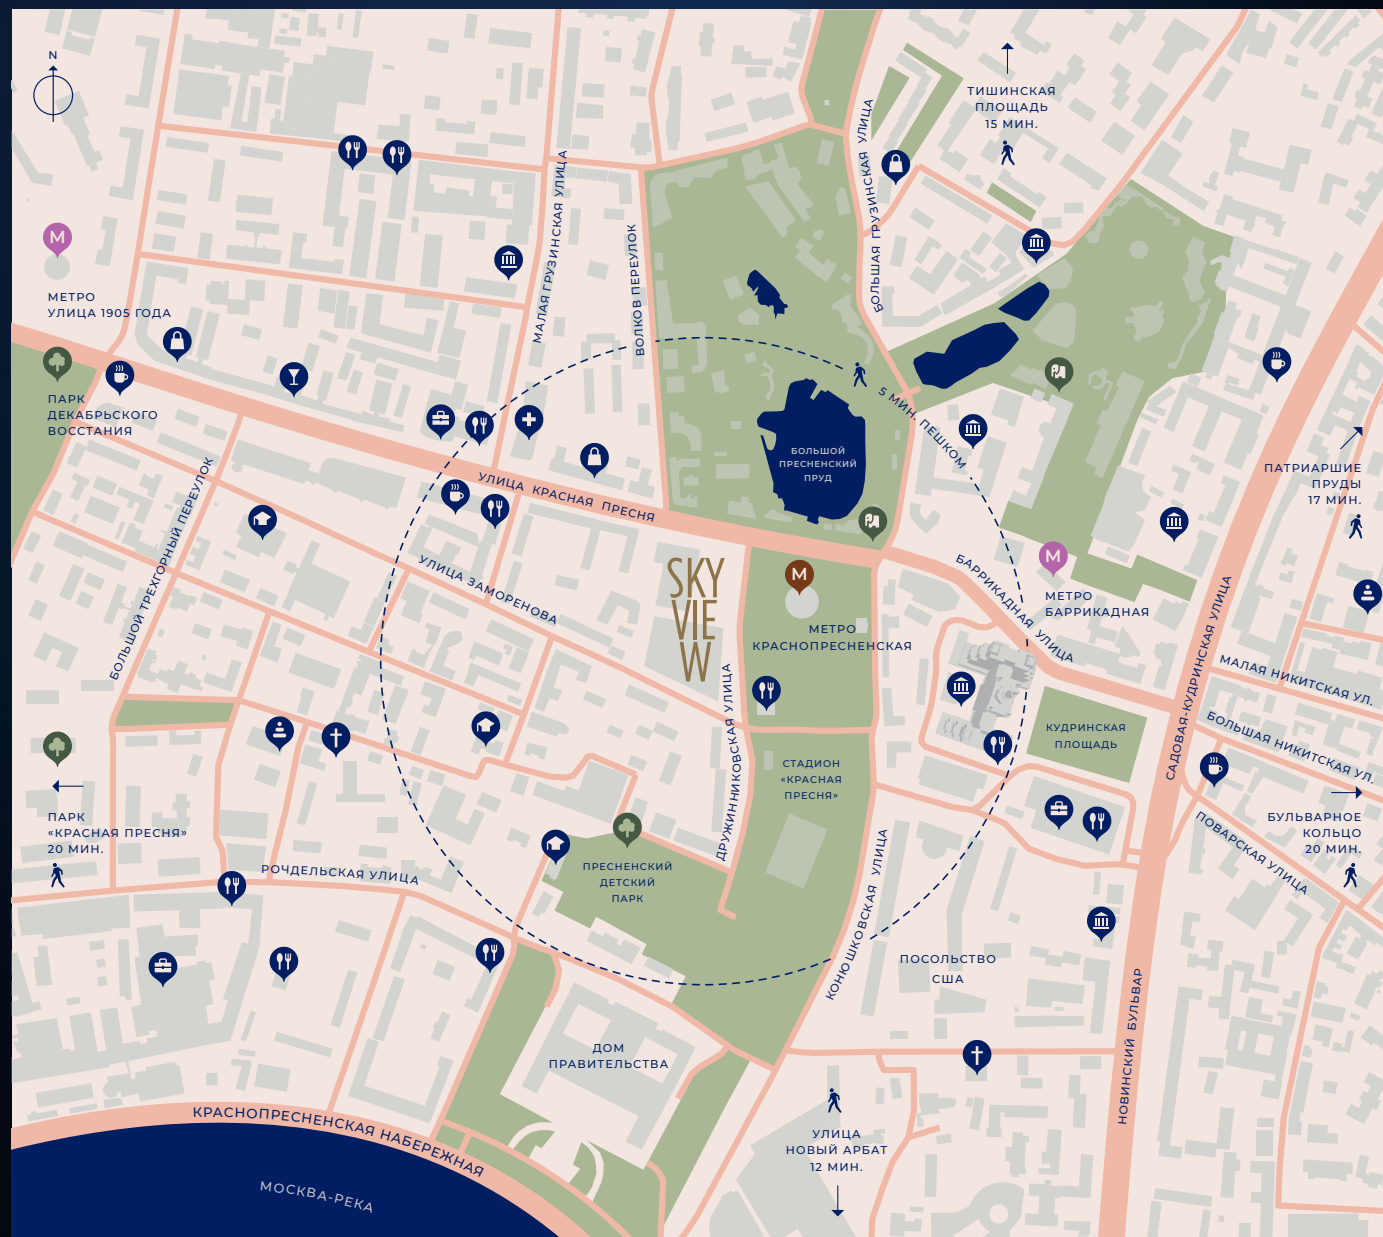 N
ТИШИНСКАЯ
ПЛОЩАДЬ
15 МИН.
БОЛЬШАЯ ГРУЗИНСКАЯ УЛИЦА
МАЛАЯ ГРУЗИНСКАЯ УЛИЦА
ВОЛКОВ ПЕРЕУЛОК
M
МЕТРО
УЛИЦА 1905 ГОДА
ПАРК
ДЕКАБРЬСКОГО
ВОССТАНИЯ
5 МИН. ПЕШКОМ
БОЛЬШОЙ
ПРЕСНЕНСКИЙ
ПРУД
ПАТРИАРШИЕ
ПРУДЫ
17 МИН.
УЛИЦА КРАСНАЯ ПРЕСНЯ
БОЛЬШОЙ ТРЕХГОРНЫЙ ПЕРЕУЛОК
УЛИЦА ЗАМОРЕНОВА
SKY
VIE
W
M
МЕТРО
КРАСНОПРЕСНЕНСКАЯ
БАРРИКАДНАЯ УЛИЦА
M
МЕТРО
БАРРИКАДНАЯ
САДОВАЯ-КУДРИНСКАЯ УЛИЦА
МАЛАЯ НИКИТСКАЯ УЛ.
БОЛЬШАЯ НИКИТСКАЯ УЛ.
КУДРИНСКАЯ
ПЛОЩАДЬ
ДРУЖИННИКОВСКАЯ УЛИЦА
СТАДИОН
«КРАСНАЯ
ПРЕСНЯ»
ПАРК
«КРАСНАЯ ПРЕСНЯ»
20 МИН.
БУЛЬВАРНОЕ
КОЛЬЦО
20 МИН.
ПОВАРСКАЯ УЛИЦА
РОЧДЕЛЬСКАЯ УЛИЦА
ПРЕСНЕНСКИЙ
ДЕТСКИЙ
ПАРК
КОНЮШКОВСКАЯ УЛИЦА
ПОСОЛЬСТВО
США
НОВИНСКИЙ БУЛЬВАР
ДОМ
ПРАВИТЕЛЬСТВА
КРАСНОПРЕСНЕНСКАЯ НАБЕРЕЖНАЯ
УЛИЦА
НОВЫЙ АРБАТ
12 МИН.
МОСКВА-РЕКА